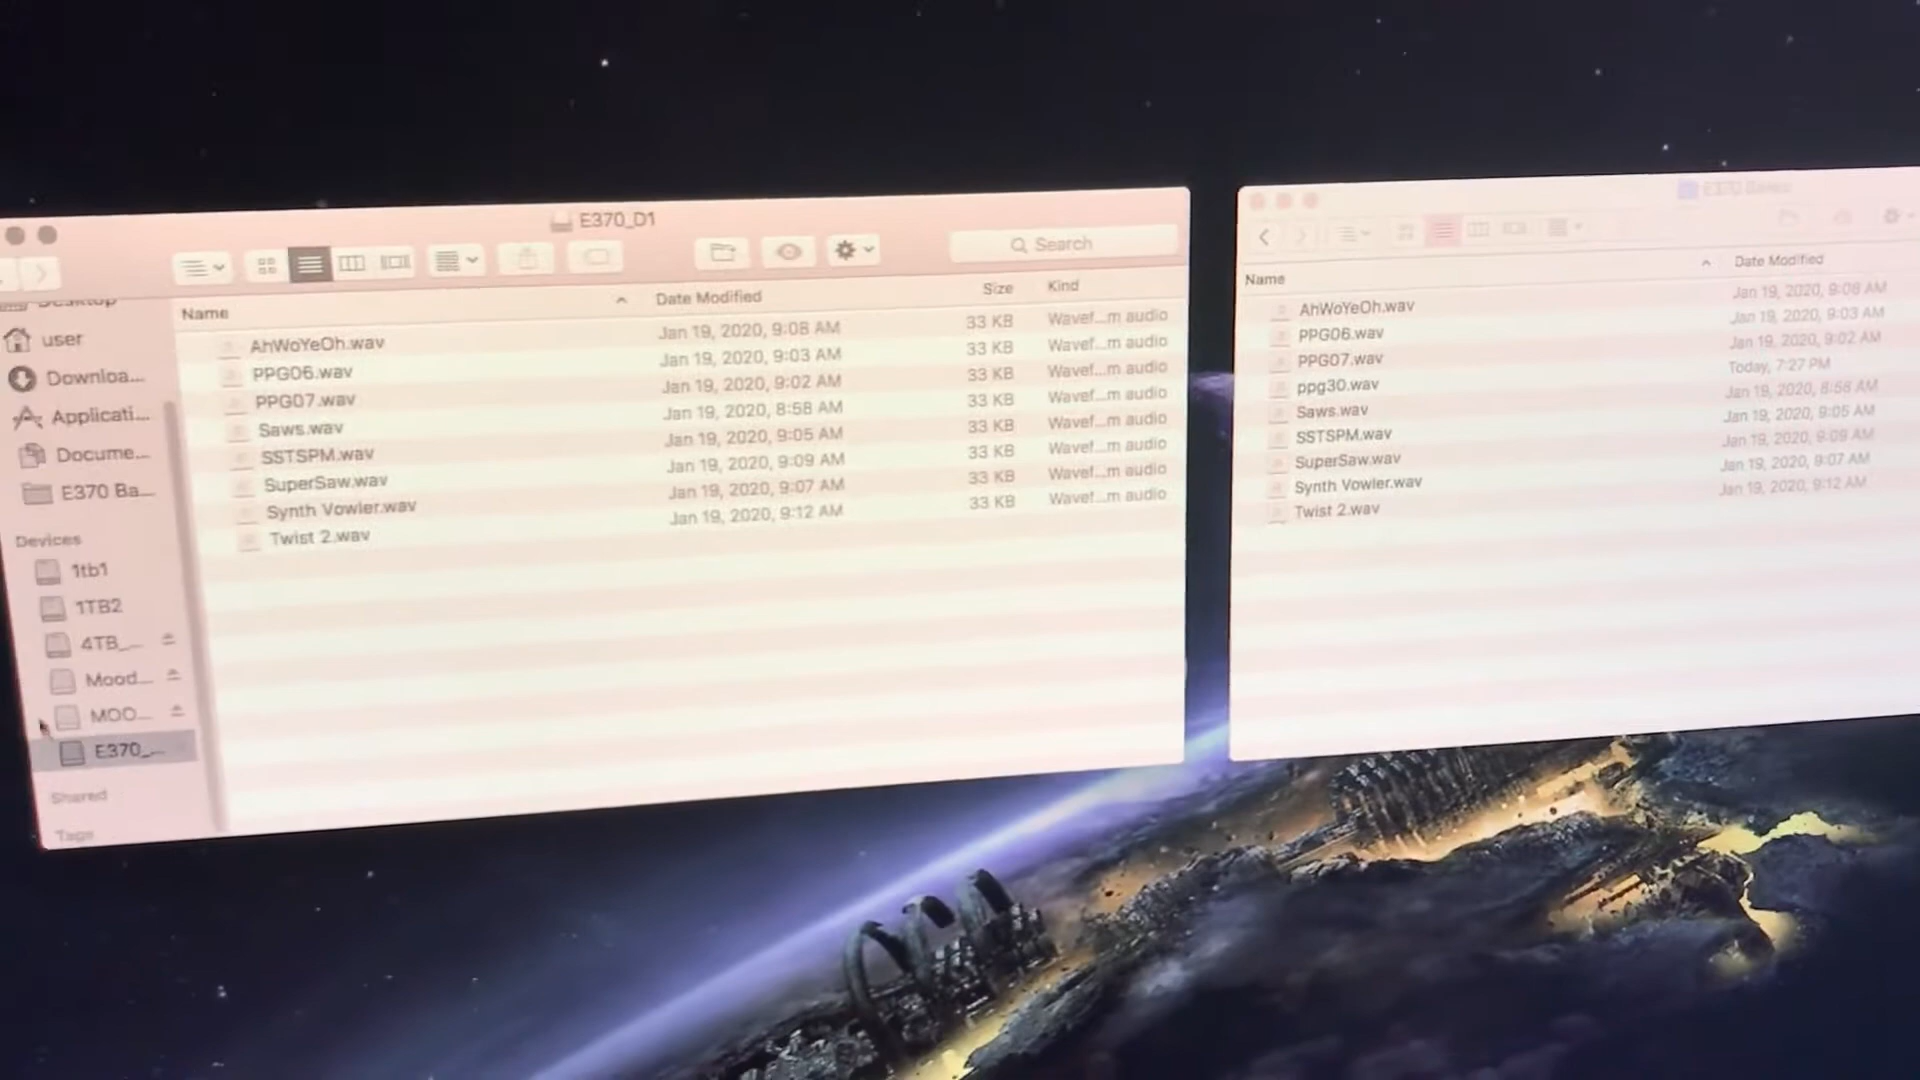 E370_D1
Search
Name
Date Modified
Size
Kind
AhWoYeOh.wav
Jan 19, 2020, 9:08 AM
33 KB
Wavef...m audio
PPG06.wav
Jan 19, 2020, 9:03 AM
33 KB
Wavef...m audio
PPG07.wav
Jan 19, 2020, 9:02 AM
33 KB
Wavef...m audio
Saws.wav
Jan 19, 2020, 8:58 AM
33 KB
Wavef...m audio
SSTSPM.wav
Jan 19, 2020, 9:05 AM
33 KB
Wavef...m audio
SuperSaw.wav
Jan 19, 2020, 9:09 AM
33 KB
Wavef...m audio
Synth Vowler.wav
Jan 19, 2020, 9:07 AM
33 KB
Wavef...m audio
Twist 2.wav
Jan 19, 2020, 9:12 AM
33 KB
Wavef...m audio
Desktop
user
Downloa...
Applicati...
Docume...
E370 Ba...
Devices
1tb1
1TB2
4TB_...
Mood...
MOO...
E370_...
Shared
Tags
E370
Name
Date Modified
AhWoYeOh.wav
Jan 19, 2020, 9:08 AM
PPG06.wav
Jan 19, 2020, 9:03 AM
PPG07.wav
Jan 19, 2020, 9:02 AM
ppg30.wav
Today, 7:27 PM
Saws.wav
Jan 19, 2020, 8:58 AM
SSTSPM.wav
Jan 19, 2020, 9:05 AM
SuperSaw.wav
Jan 19, 2020, 9:09 AM
Synth Vowler.wav
Jan 19, 2020, 9:07 AM
Twist 2.wav
Jan 19, 2020, 9:12 AM